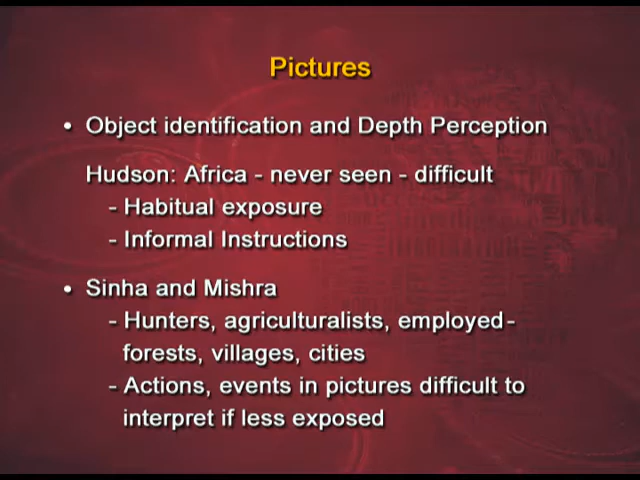 Pictures
• Object identification and Depth Perception
Hudson: Africa - never seen - difficult
- Habitual exposure
- Informal Instructions
• Sinha and Mishra
- Hunters, agriculturalists, employed-
forests, villages, cities
- Actions, events in pictures difficult to
interpret if less exposed